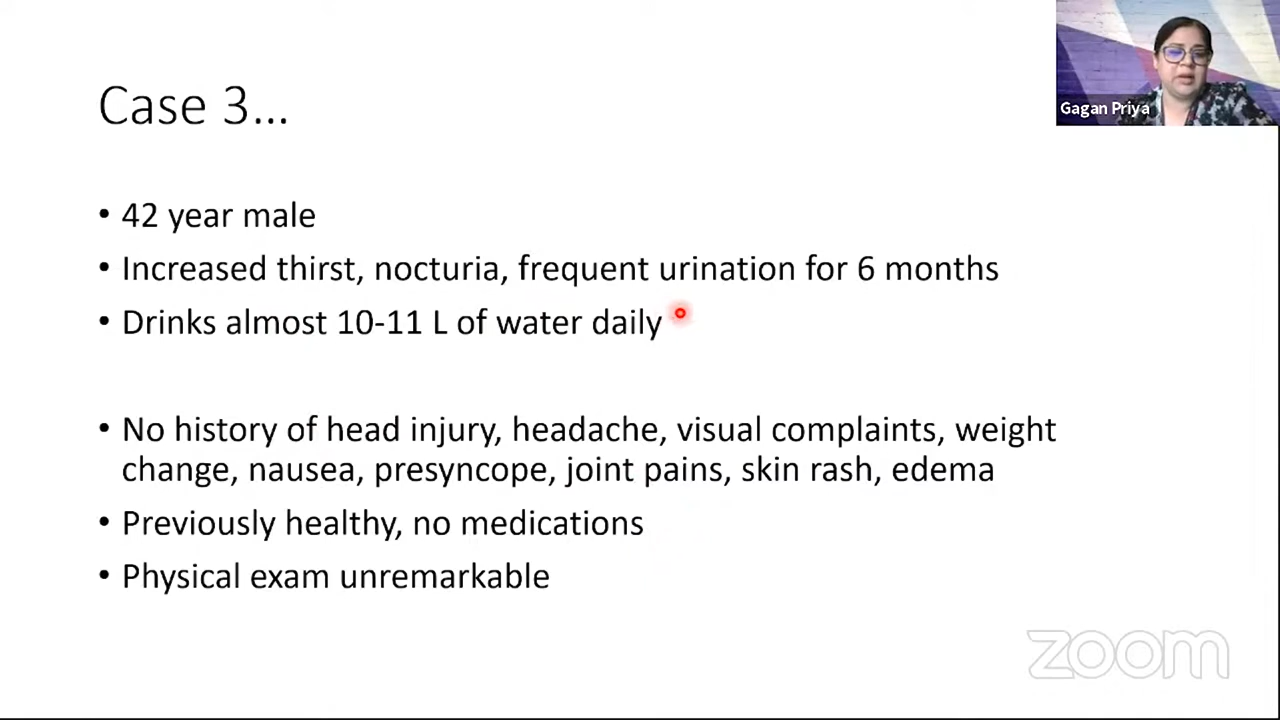 Gagan Priya
Case 3...
• 42 year male
• Increased thirst, nocturia, frequent urination for 6 months
• Drinks almost 10-11 L of water daily
• No history of head injury, headache, visual complaints, weight
change, nausea, presyncope, joint pains, skin rash, edema
• Previously healthy, no medications
• Physical exam unremarkable
zoom